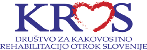 KROS
DRUŠTVO ZA KAKOVOSTNO
REHABILITACIJO OTROK SLOVENIJE